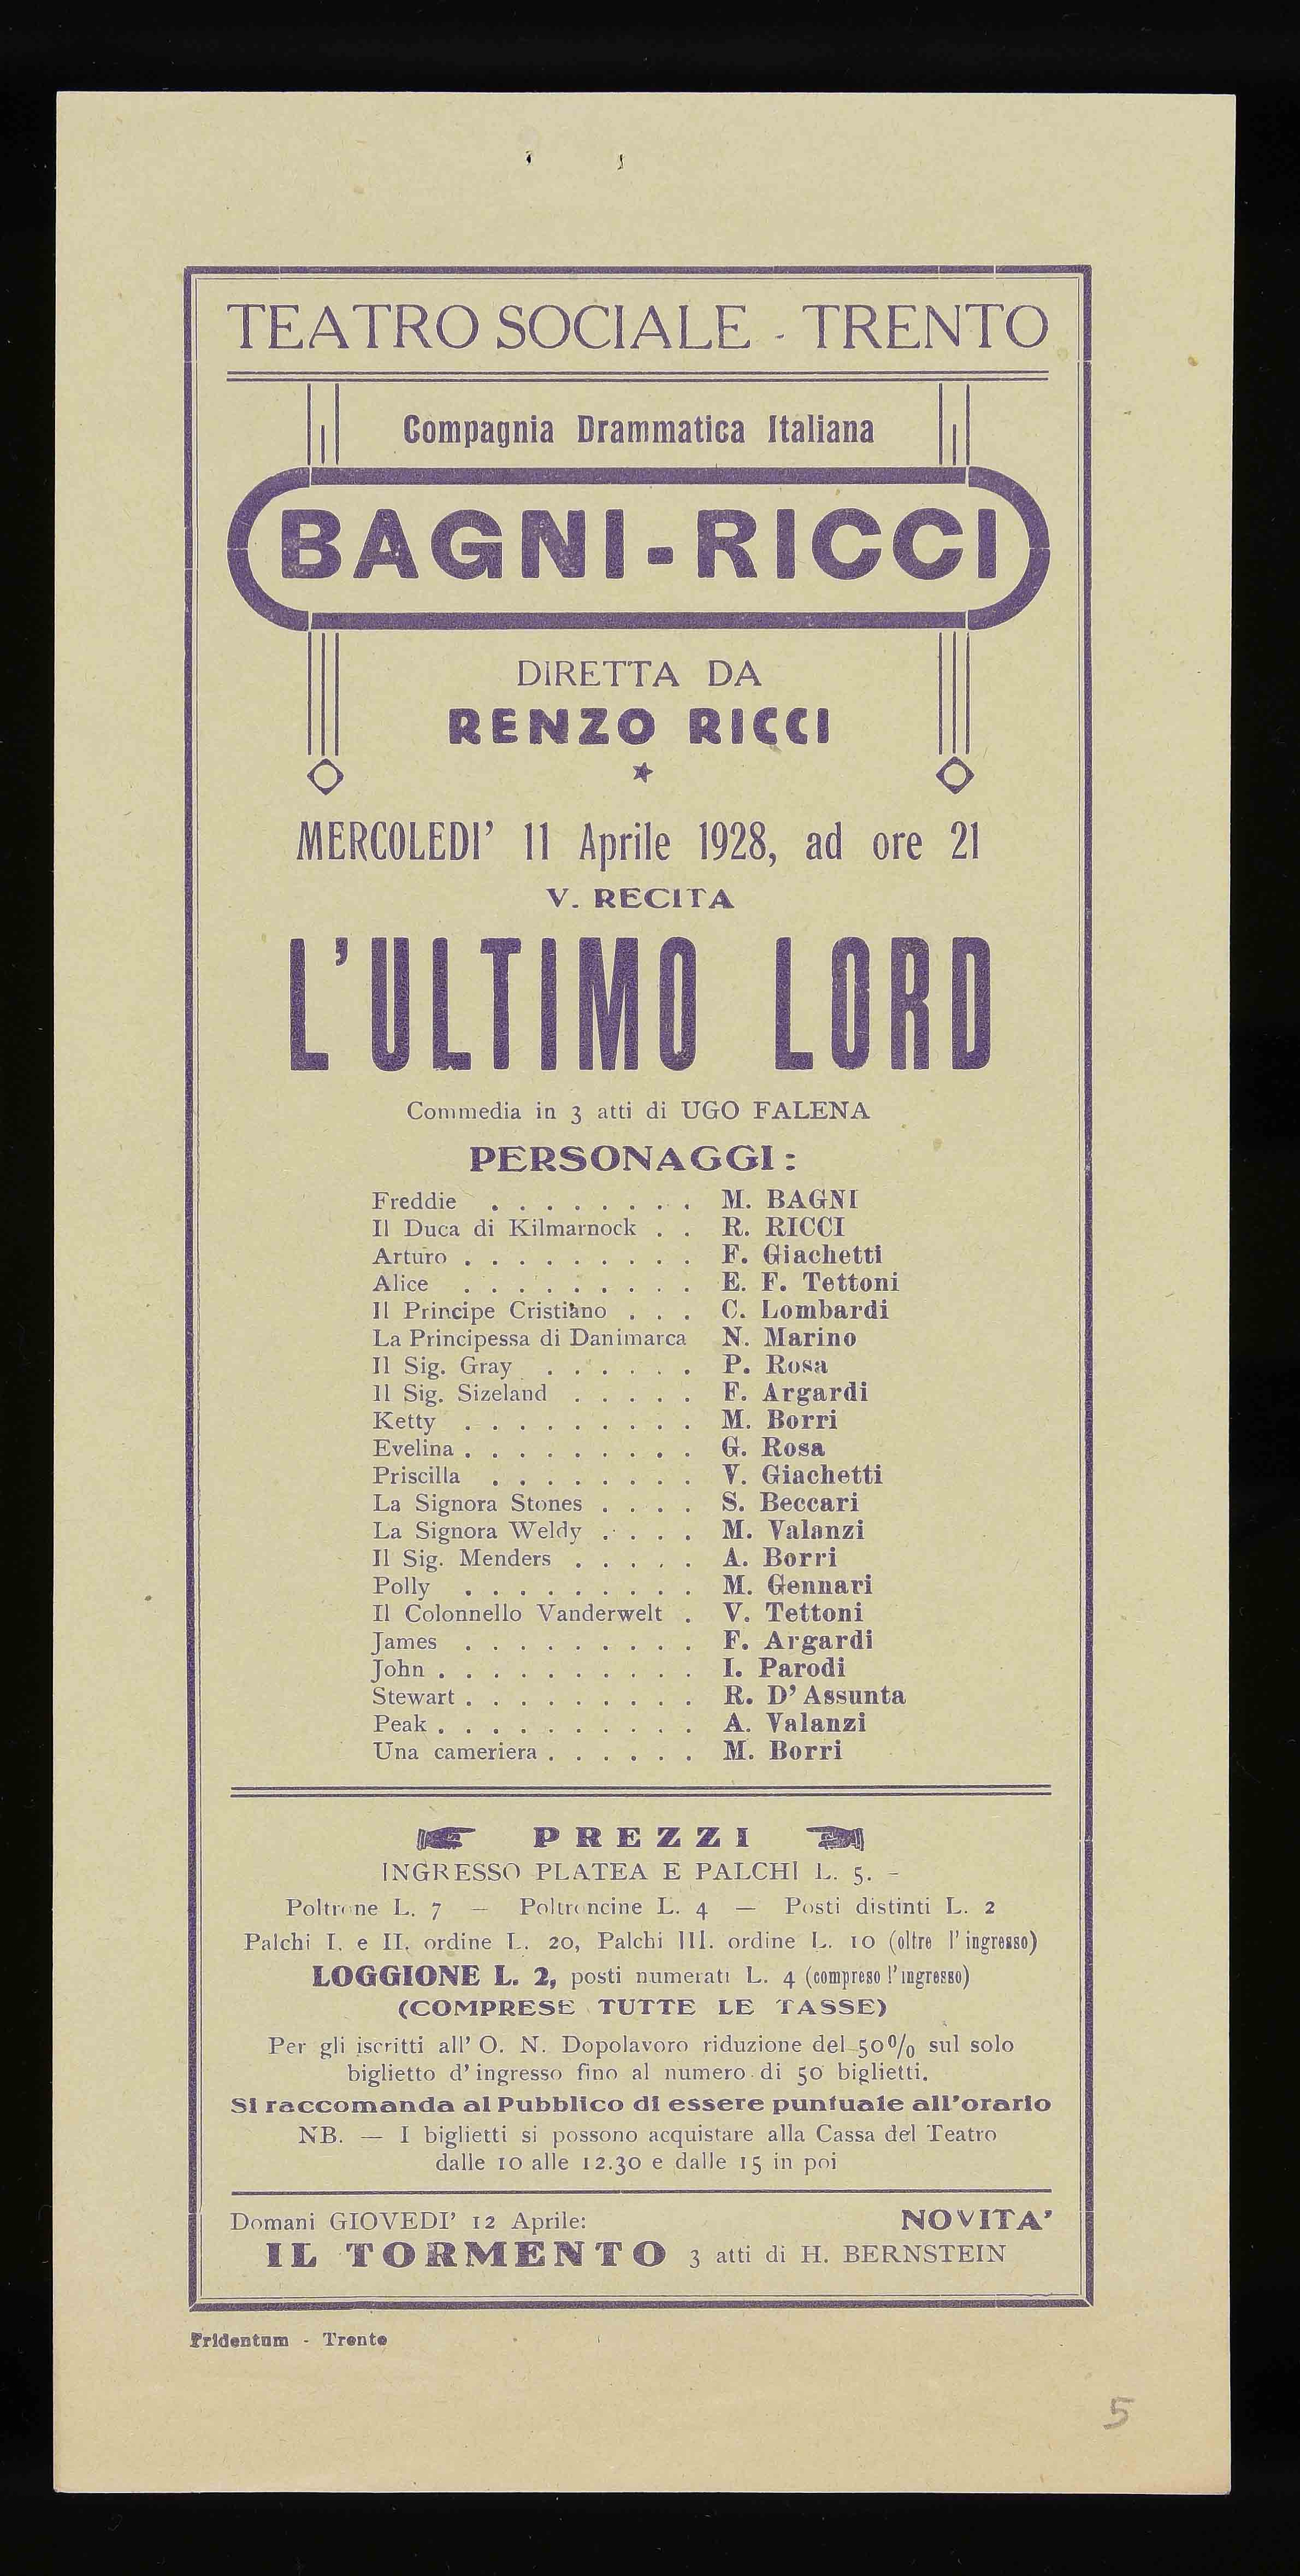 TEATRO SOCIALE - TRENTO
Compagnia Drammatica Italiana
BAGNI-RICCI
DIRETTA DA
RENZO RICCI
MERCOLEDI' 11 Aprile 1928, ad ore 21
V. RECITA
L'ULTIMO LORD
Commedia in 3 atti di UGO FALENA
PERSONAGGI:
Freddie . . . . . . . . M. BAGNI
Il Duca di Kilmarnock . . R. RICCI
Arturo . . . . . . . . . F. Giachetti
Alice . . . . . . . . . E. F. Tettoni
Il Principe Cristiano . . . C. Lombardi
La Principessa di Danimarca N. Marino
Il Sig. Gray . . . . . . P. Rosa
Il Sig. Sizeland . . . . . F. Argardi
Ketty . . . . . . . . . M. Borri
Evelina . . . . . . . . . G. Rosa
Priscilla . . . . . . . . V. Giachetti
La Signora Stones . . . . S. Beccari
La Signora Weldy . . . . M. Valanzi
Il Sig. Menders . . . . . A. Borri
Polly . . . . . . . . . M. Gennari
Il Colonnello Vanderwelt . V. Tettoni
James . . . . . . . . . F. Argardi
John . . . . . . . . . . I. Parodi
Stewart . . . . . . . . . R. D'Assunta
Peak . . . . . . . . . . A. Valanzi
Una cameriera . . . . . . M. Borri
PREZZI
INGRESSO PLATEA E PALCHI L. 5. -
Poltrone L. 7 — Poltroncine L. 4 — Posti distinti L. 2
Palchi I. e II. ordine L. 20, Palchi III. ordine L. 10 (oltre l'ingresso)
LOGGIONE L. 2, posti numerati L. 4 (compreso l'ingresso)
(COMPRESE TUTTE LE TASSE)
Per gli iscritti all'O. N. Dopolavoro riduzione del 50% sul solo
biglietto d'ingresso fino al numero di 50 biglietti.
Si raccomanda al Pubblico di essere puntuale all'orario
NB. — I biglietti si possono acquistare alla Cassa del Teatro
dalle 10 alle 12.30 e dalle 15 in poi
Domani GIOVEDI' 12 Aprile: NOVITA'
IL TORMENTO 3 atti di H. BERNSTEIN
Tridentum - Trento
5